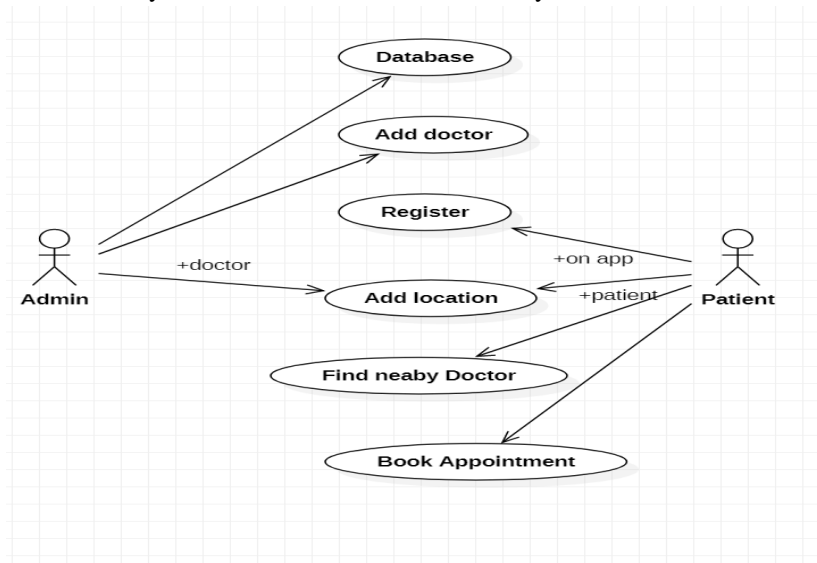 Database
Add doctor
Register
+on app
+doctor
Add location
+patient
Admin
Patient
Find neaby Doctor
Book Appointment